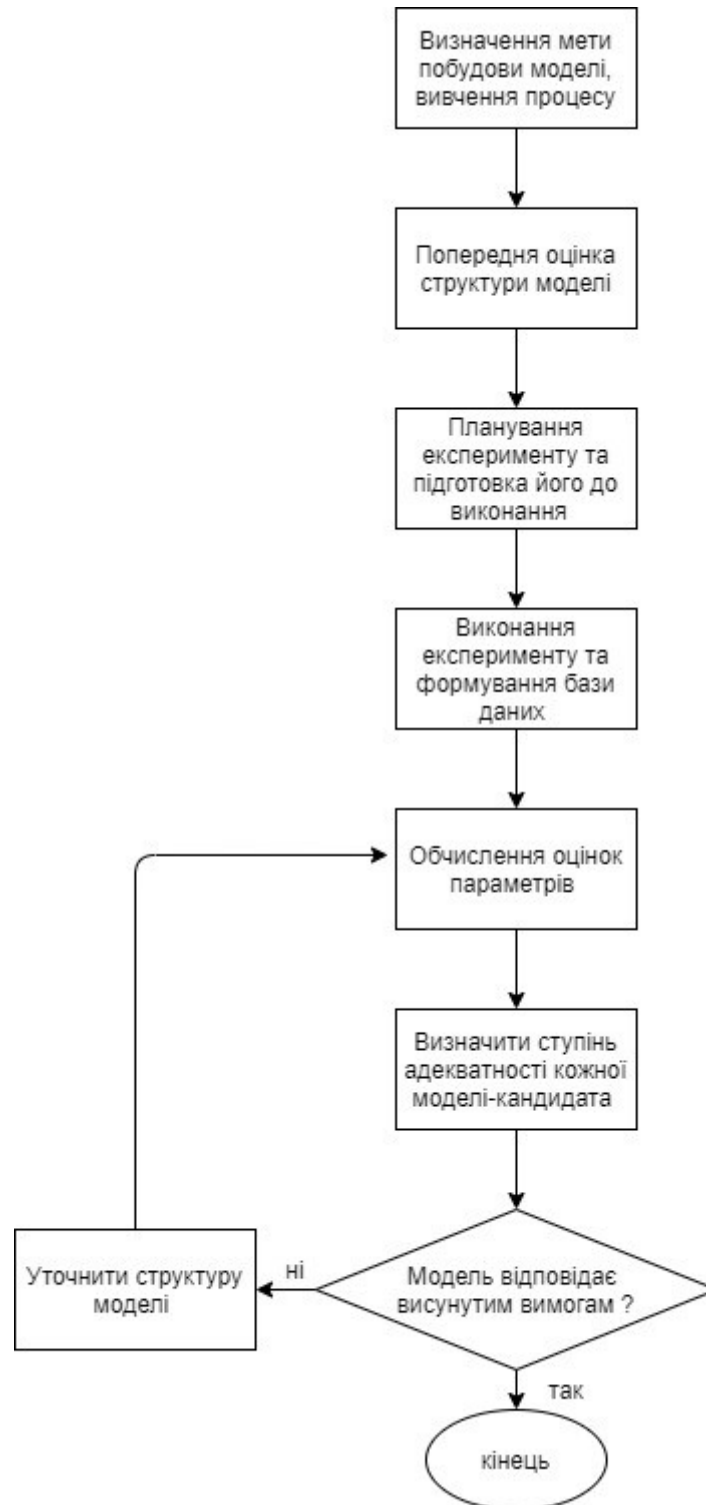 Визначення мети
побудови моделі,
вивчення процесу
Попередня оцінка
структури моделі
Планування
експерименту та
підготовка його до
виконання
Виконання
експерименту та
формування бази
даних
Обчислення оцінок
параметрів
Визначити ступінь
адекватності кожної
моделі-кандидата
Модель відповідає
висунутим вимогам ?
ні
Уточнити структуру
моделі
так
кінець